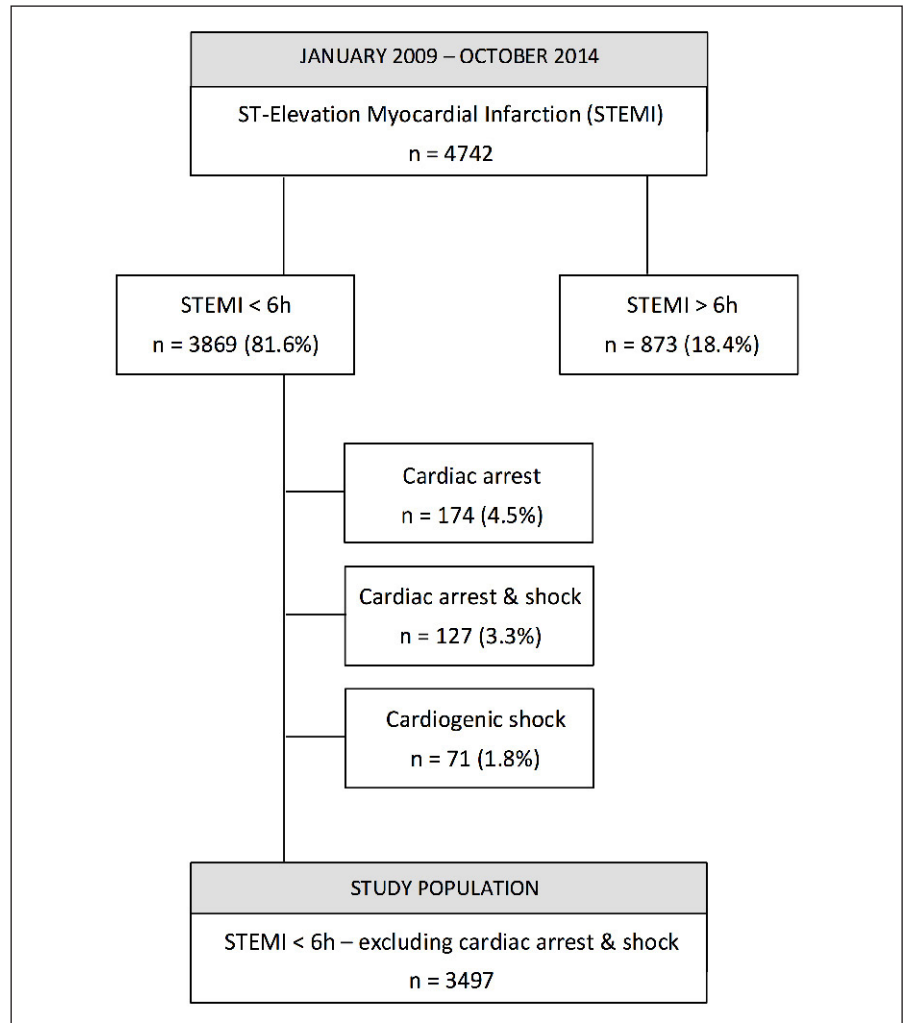 JANUARY 2009 – OCTOBER 2014
ST-Elevation Myocardial Infarction (STEMI)
n = 4742
STEMI < 6h
n = 3869 (81.6%)
STEMI > 6h
n = 873 (18.4%)
Cardiac arrest
n = 174 (4.5%)
Cardiac arrest & shock
n = 127 (3.3%)
Cardiogenic shock
n = 71 (1.8%)
STUDY POPULATION
STEMI < 6h – excluding cardiac arrest & shock
n = 3497